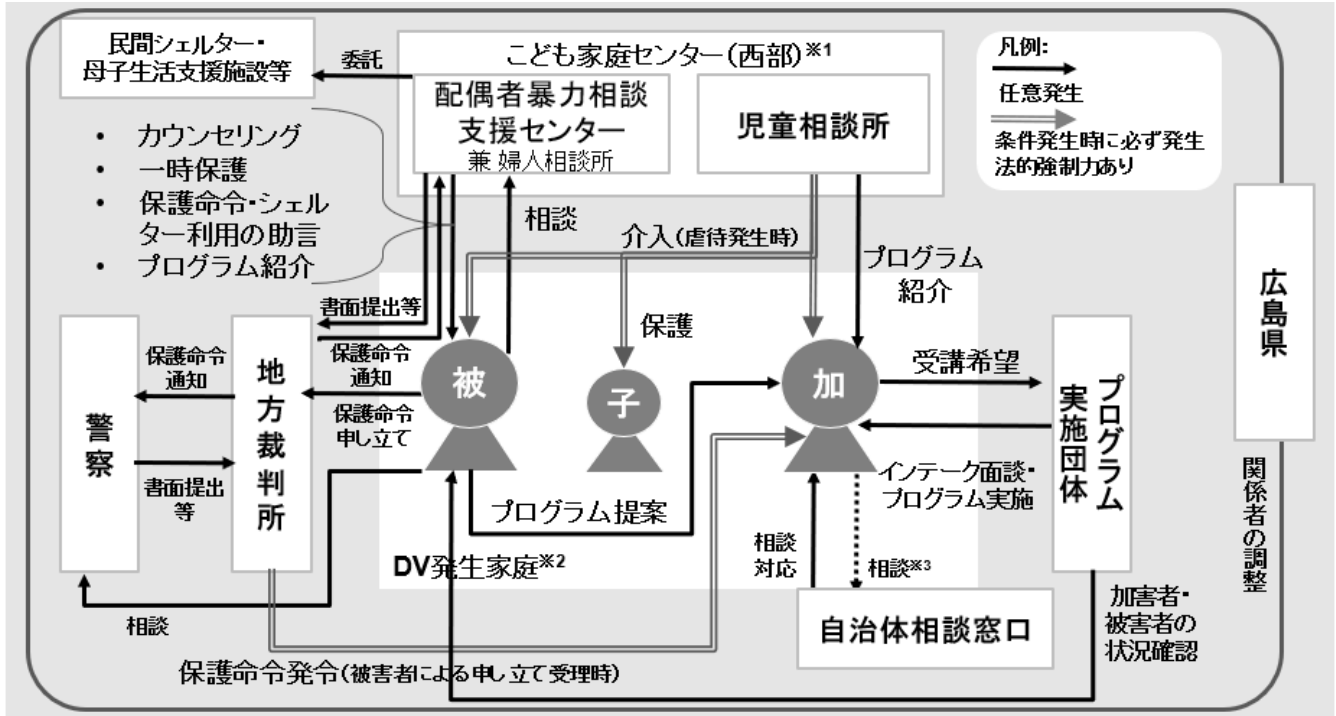 民間シェルター・
母子生活支援施設等
委託
こども家庭センター(西部)※1
配偶者暴力相談
支援センター
兼 婦人相談所
児童相談所
凡例:
任意発生
条件発生時に必ず発生
法的強制力あり
• カウンセリング
• 一時保護
• 保護命令・シェル
ター利用の助言
• プログラム紹介
相談
介入(虐待発生時)
プログラム
紹介
保護
広島県
関係者の調整
書面提出等
保護命令
通知
保護命令
申し立て
保護命令
通知
書面提出
等
警察
地方裁判所
被
子
加
受講希望
プログラム
実施団体
インテーク面談・
プログラム実施
プログラム提案
DV発生家庭※2
相談
対応
相談※3
自治体相談窓口
加害者・
被害者の
状況確認
相談
保護命令発令(被害者による申し立て受理時)